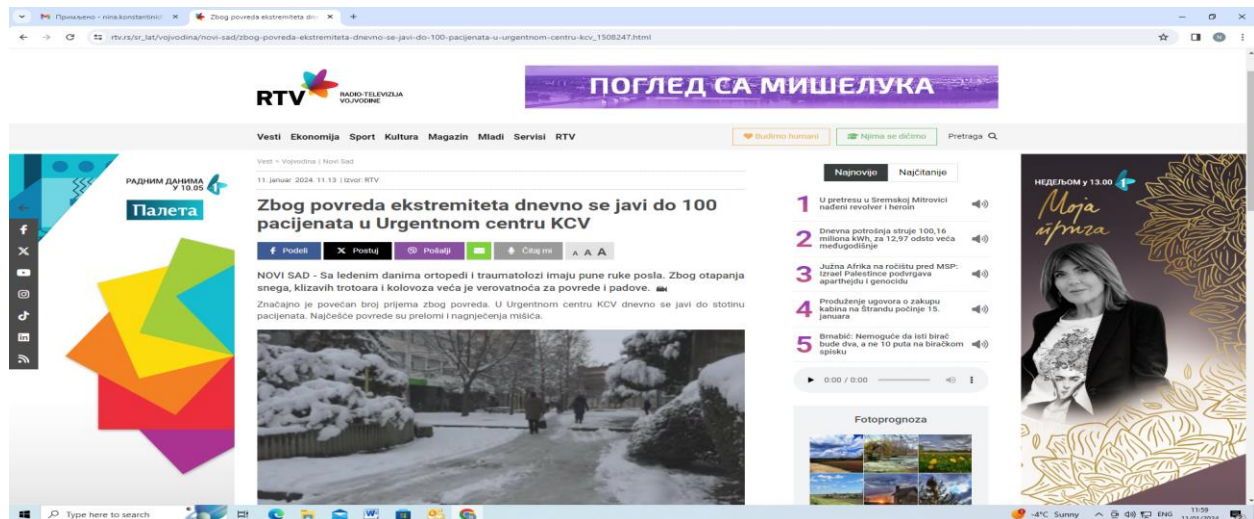 Примљено - nina.konstantinić
Zbog povreda ekstremiteta dne
rtv.rs/sr_lat/vojvodina/novi-sad/zbog-povreda-ekstremiteta-dnevno-se-javi-do-100-pacijenata-u-urgentnom-centru-kcv_1508247.html
RTV
RADIO-TELEVIZIJA
VOJVODINE
ПОГЛЕД СА МИШЕЛУКА
Vesti Ekonomija Sport Kultura Magazin Mladi Servisi RTV
Budimo humani
Njima se dičimo
Pretraga
РАДНИМ ДАНИМА
У 10.05
Палета
Vest > Vojvodina | Novi Sad
11. januar 2024. 11.13 | Izvor: RTV
Zbog povreda ekstremiteta dnevno se javi do 100
pacijenata u Urgentnom centru KCV
Podeli
Postuj
Pošalji
Čitaj mi
A A A
NOVI SAD - Sa ledenim danima ortopedi i traumatolozi imaju pune ruke posla. Zbog otapanja
snega, klizavih trotoara i kolovoza veća je verovatnoća za povrede i padove.
Značajno je povećan broj prijema zbog povreda. U Urgentnom centru KCV dnevno se javi do stotinu
pacijenata. Najčešće povrede su prelomi i nagnječenja mišića.
Najnovije
Najčitanije
1 U pretresu u Sremskoj Mitrovici
nađeni revolver i heroin
2 Dnevna potrošnja struje 100,16
miliona kWh, za 12,97 odsto veća
međugodišnje
3 Južna Afrika na ročištu pred MSP:
Izrael Palestince podvrgava
aparthejdu i genocidu
4 Produženje ugovora o zakupu
kabina na Štrandu počinje 15.
januara
5 Brnabić: Nemoguće da isti birač
bude dva, a ne 10 puta na biračkom
spisku
0:00 / 0:00
Fotoprognoza
НЕДЕЉОМ у 13.00
Моја
играza
Type here to search
-4°C Sunny
ENG
11:59
11/01/2024